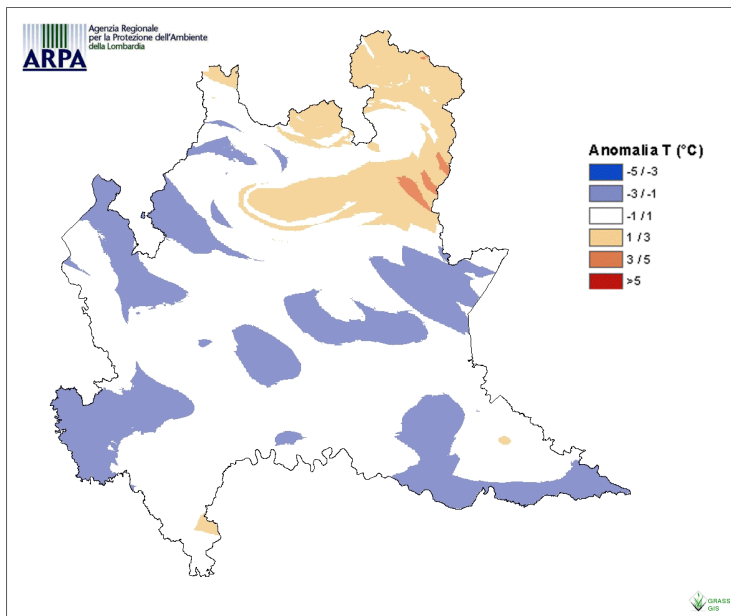 Agenzia Regionale
per la Protezione dell'Ambiente
della Lombardia
ARPA
Anomalia T (°C)
-5 / -3
-3 / -1
-1 / 1
1 / 3
3 / 5
>5
GRASS
GIS